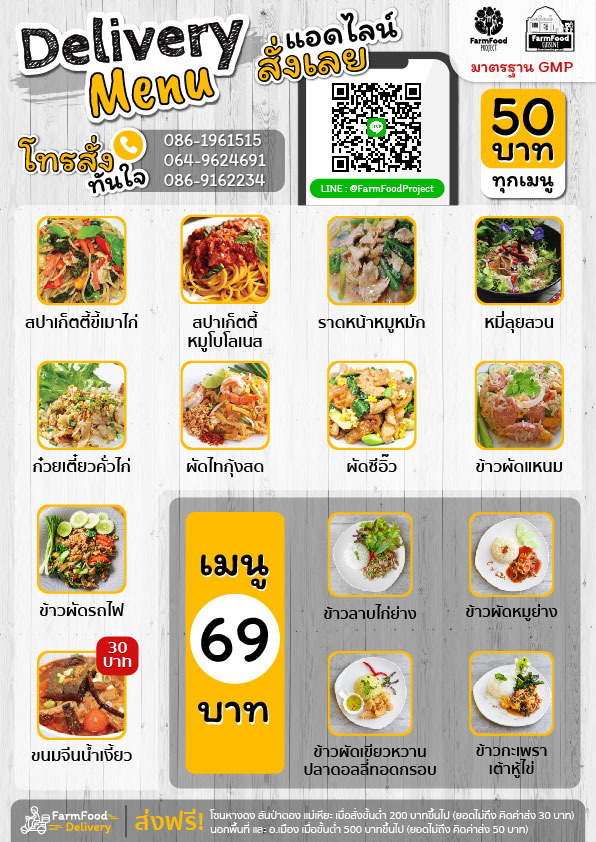 Delivery
Menu
แอดไลน์
สั่งเลย
FarmFood
PROJECT
FarmFood
CUISINE
มาตรฐาน GMP
โทรสั่ง
ทันใจ
086-1961515
064-9624691
086-9162234
LINE
LINE : @FarmFoodProject
50
บาท
ทุกเมนู
สปาเก็ตตี้ขี้เมาไก่
สปาเก็ตตี้
หมูโบโลเนส
ราดหน้าหมูหมัก
หมี่ลุยสวน
ก๋วยเตี๋ยวคั่วไก่
ผัดไทกุ้งสด
ผัดซีอิ๊ว
ข้าวผัดแหนม
ข้าวผัดรถไฟ
30
บาท
ขนมจีนน้ำเงี้ยว
เมนู
69
บาท
ข้าวลาบไก่ย่าง
ข้าวผัดหมูย่าง
ข้าวผัดเขียวหวาน
ปลาดอลลี่ทอดกรอบ
ข้าวกะเพรา
เต้าหู้ไข่
FarmFood
Delivery
ส่งฟรี!
โซนหางดง สันป่าตอง แม่เหียะ เมื่อสั่งขั้นต่ำ 200 บาทขึ้นไป (ยอดไม่ถึง คิดค่าส่ง 30 บาท)
นอกพื้นที่ และ อ.เมือง เมื่อขั้นต่ำ 500 บาทขึ้นไป (ยอดไม่ถึง คิดค่าส่ง 50 บาท)